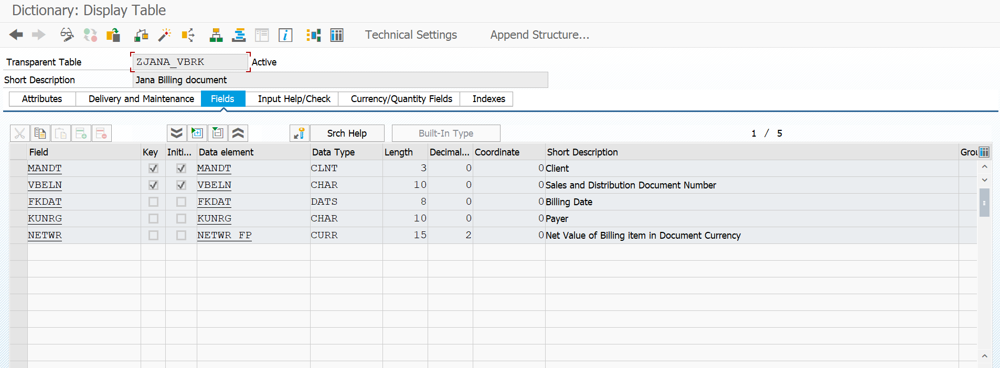 Dictionary: Display Table
Technical Settings Append Structure...
Transparent Table ZJANA_VBRK Active
Short Description Jana Billing document
Attributes Delivery and Maintenance Fields Input Help/Check Currency/Quantity Fields Indexes
Srch Help Built-In Type 1 / 5
Field Key Initi... Data element Data Type Length Decimal... Coordinate Short Description Grou
MANDT MANDT CLNT 3 0 0 Client
VBELN VBELN CHAR 10 0 0 Sales and Distribution Document Number
FKDAT FKDAT DATS 8 0 0 Billing Date
KUNRG KUNRG CHAR 10 0 0 Payer
NETWR NETWR_FP CURR 15 2 0 Net Value of Billing item in Document Currency